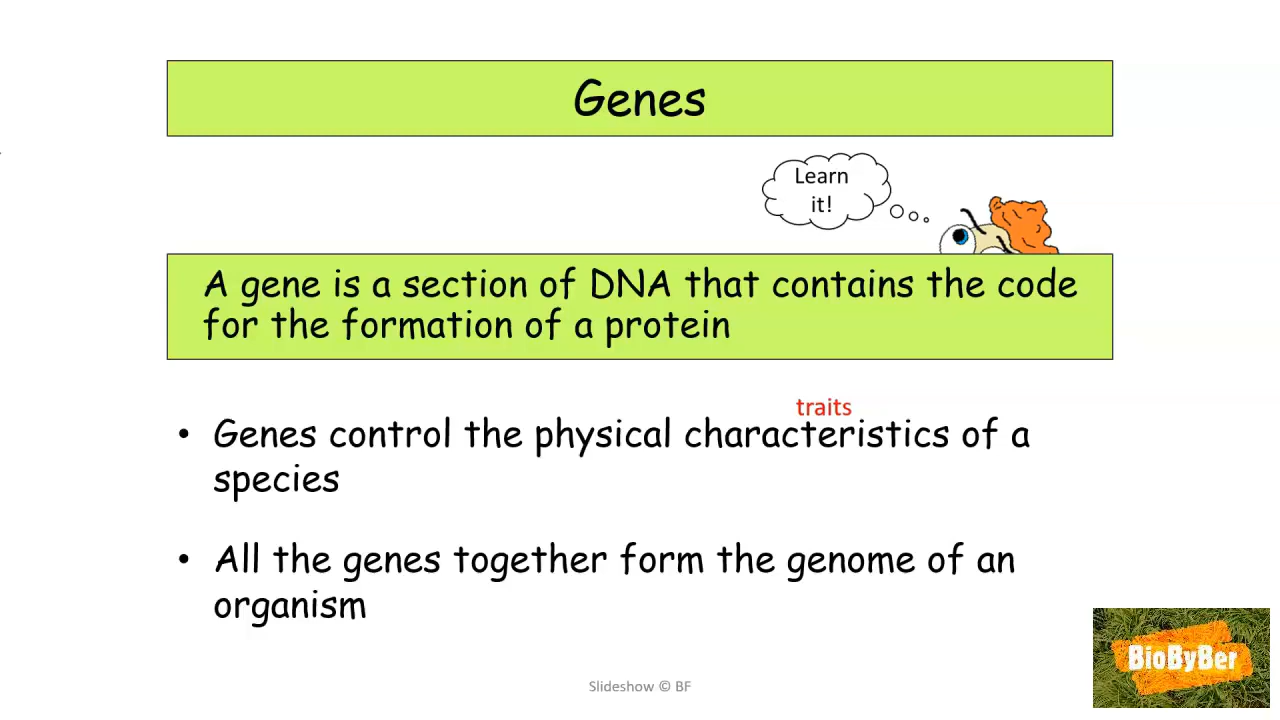 Genes
Learn
it!
A gene is a section of DNA that contains the code
for the formation of a protein
traits
• Genes control the physical characteristics of a
species
• All the genes together form the genome of an
organism
BioByBer
Slideshow © BF